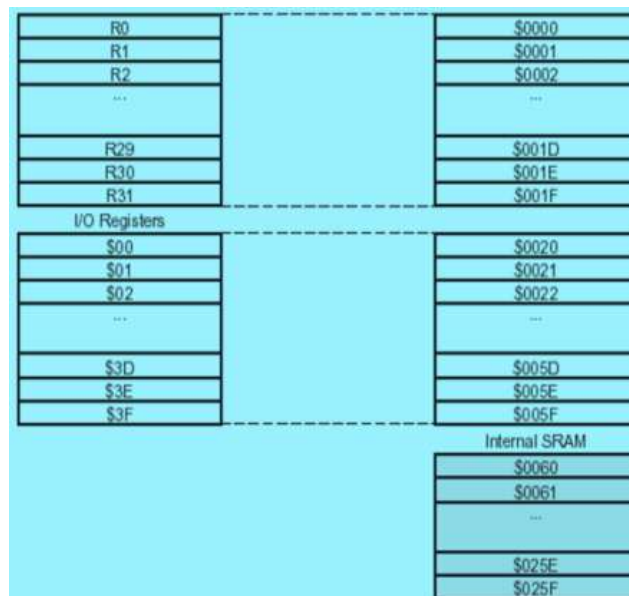 R0 $0000
R1 $0001
R2 $0002
... ...
R29 $001D
R30 $001E
R31 $001F
I/O Registers
$00 $0020
$01 $0021
$02 $0022
... ...
$3D $005D
$3E $005E
$3F $005F
Internal SRAM
$0060
$0061
...
$025E
$025F